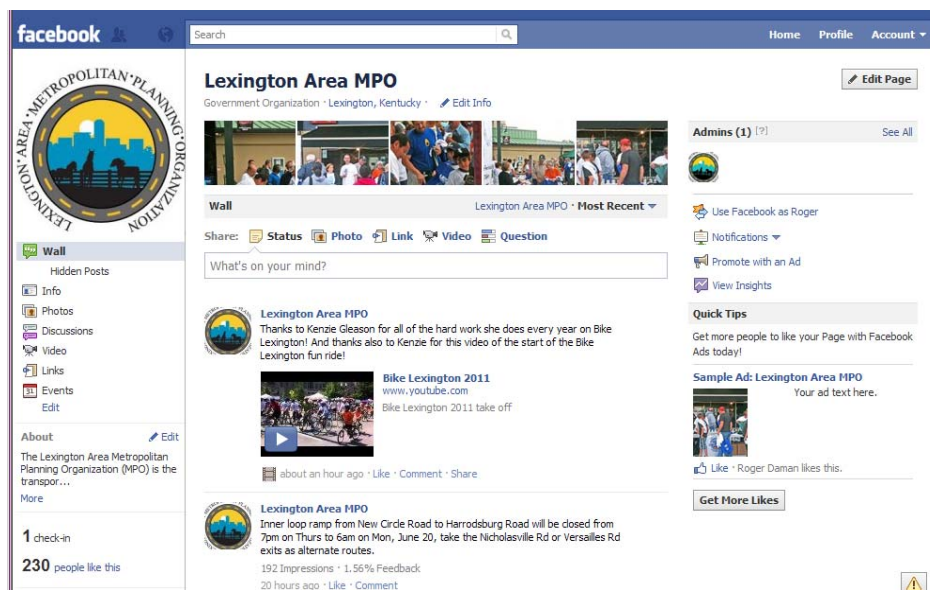 facebook
Search
Home Profile Account
LEXINGTON·AREA·METROPOLITAN·PLANNING·ORGANIZATION
Wall
Hidden Posts
Info
Photos
Discussions
Video
Links
31 Events
Edit
About Edit
The Lexington Area Metropolitan
Planning Organization (MPO) is the
transpor...
More
1 check-in
230 people like this
Lexington Area MPO
Government Organization · Lexington, Kentucky · Edit Info
Wall Lexington Area MPO · Most Recent
Share: Status Photo Link Video Question
What's on your mind?
Lexington Area MPO
Thanks to Kenzie Gleason for all of the hard work she does every year on Bike
Lexington! And thanks also to Kenzie for this video of the start of the Bike
Lexington fun ride!
Bike Lexington 2011
www.youtube.com
Bike Lexington 2011 take off
about an hour ago · Like · Comment · Share
Lexington Area MPO
Inner loop ramp from New Circle Road to Harrodsburg Road will be closed from
7pm on Thurs to 6am on Mon, June 20, take the Nicholasville Rd or Versailles Rd
exits as alternate routes.
192 Impressions · 1.56% Feedback
20 hours ago · Like · Comment
Edit Page
Admins (1) [?] See All
Use Facebook as Roger
Notifications
Promote with an Ad
View Insights
Quick Tips
Get more people to like your Page with Facebook
Ads today!
Sample Ad: Lexington Area MPO
Your ad text here.
Like · Roger Daman likes this.
Get More Likes